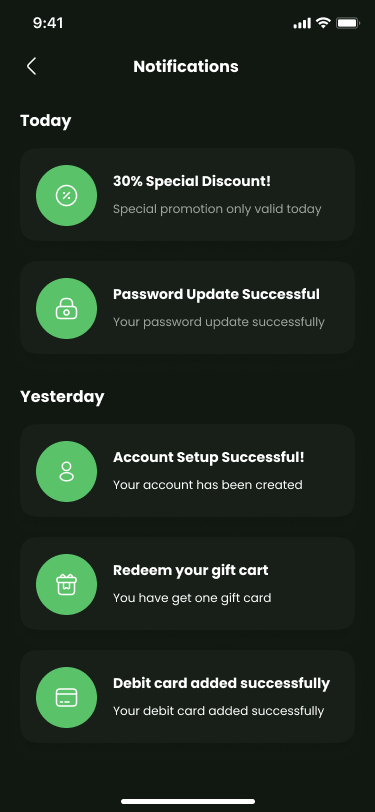 9:41
Notifications
Today
30% Special Discount!
Special promotion only valid today
Password Update Successful
Your password update successfully
Yesterday
Account Setup Successful!
Your account has been created
Redeem your gift cart
You have get one gift card
Debit card added successfully
Your debit card added successfully